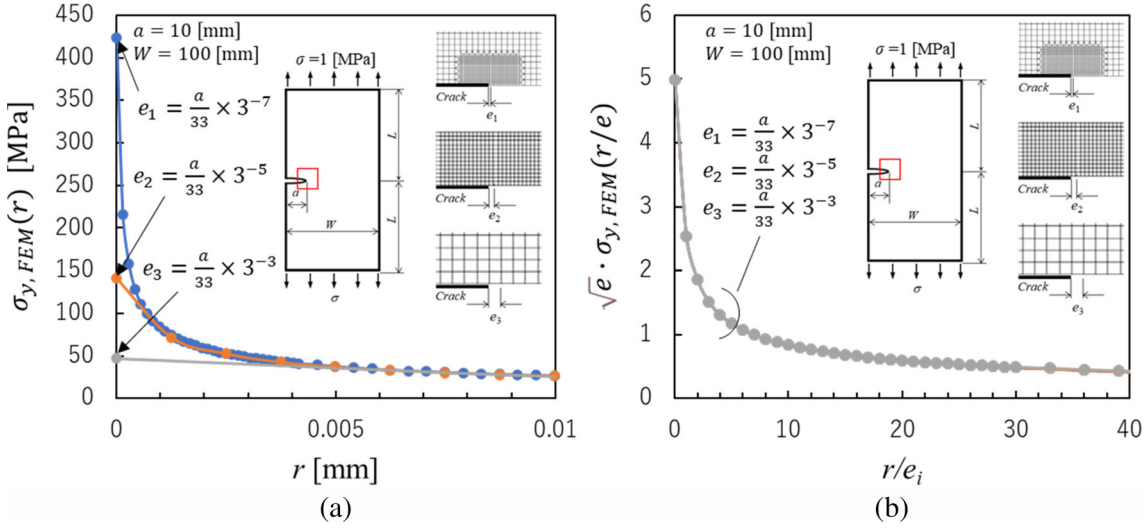 σy, FEM(r) [MPa]
450
400
350
300
250
200
150
100
50
0
0
0.005
0.01
r [mm]
a = 10 [mm]
W = 100 [mm]
e1 = a/33 × 3⁻⁷
e2 = a/33 × 3⁻⁵
e3 = a/33 × 3⁻³
σ =1 [MPa]
L
L
a
W
σ
Crack
e1
Crack
e2
Crack
e3
(a)
√e · σy, FEM(r/e)
6
5
4
3
2
1
0
0
10
20
30
40
r/ei
a = 10 [mm]
W = 100 [mm]
e1 = a/33 × 3⁻⁷
e2 = a/33 × 3⁻⁵
e3 = a/33 × 3⁻³
σ =1 [MPa]
L
L
a
W
σ
Crack
e1
Crack
e2
Crack
e3
(b)